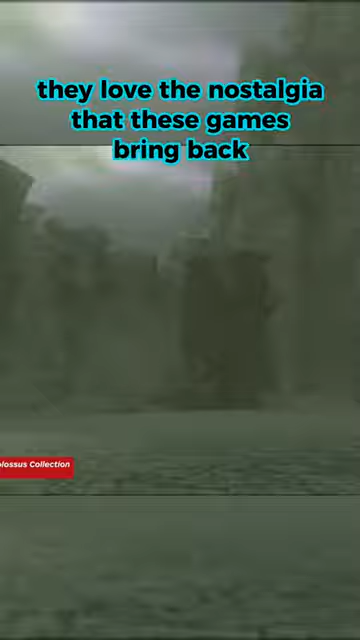 they love the nostalgia
that these games
bring back
olossus Collection